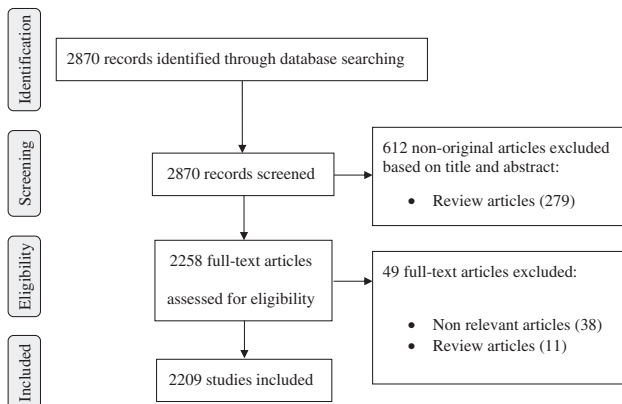 Identification
2870 records identified through database searching
Screening
2870 records screened
612 non-original articles excluded
based on title and abstract:
• Review articles (279)
Eligibility
2258 full-text articles
assessed for eligibility
49 full-text articles excluded:
• Non relevant articles (38)
• Review articles (11)
Included
2209 studies included